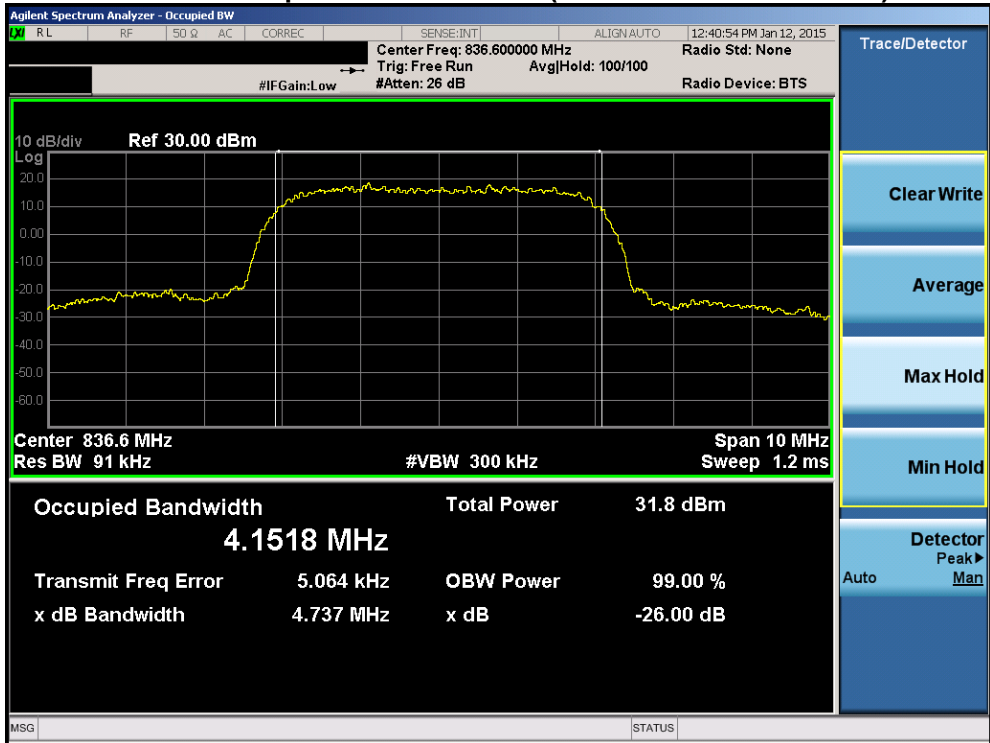 Agilent Spectrum Analyzer - Occupied BW
LXI RL RF 50 Ω AC CORREC SENSE:INT ALIGN AUTO 12:40:54 PM Jan 12, 2015
Center Freq: 836.600000 MHz Radio Std: None
Trig: Free Run Avg|Hold: 100/100
#IFGain:Low #Atten: 26 dB Radio Device: BTS
Trace/Detector
10 dB/div Ref 30.00 dBm
Log
20.0
10.0
0.00
-10.0
-20.0
-30.0
-40.0
-50.0
-60.0
Center 836.6 MHz Span 10 MHz
Res BW 91 kHz #VBW 300 kHz Sweep 1.2 ms
Occupied Bandwidth Total Power 31.8 dBm
4.1518 MHz
Transmit Freq Error 5.064 kHz OBW Power 99.00 %
x dB Bandwidth 4.737 MHz x dB -26.00 dB
Clear Write
Average
Max Hold
Min Hold
Detector
Peak▶
Auto Man
MSG STATUS